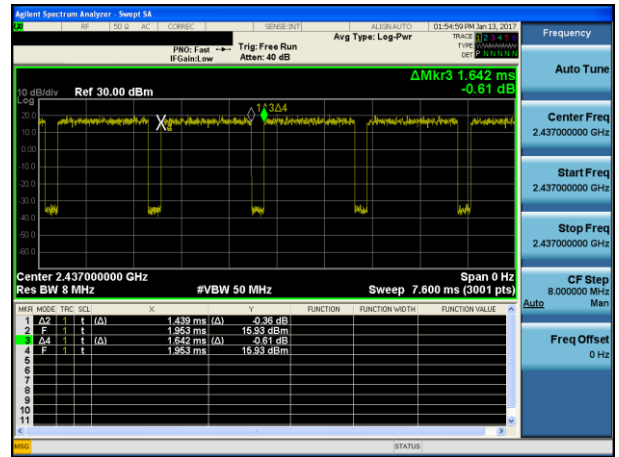 Agilent Spectrum Analyzer - Swept SA
RF 50 Ω AC CORREC SENSE:INT ALIGNAUTO 01:54:59 PM Jan 13, 2017
PNO: Fast Trig: Free Run Avg Type: Log-Pwr TRACE 1 2 3 4 5 6
IFGain:Low Atten: 40 dB TYPE WWWWWW
DET P N N N N N
ΔMkr3 1.642 ms
-0.61 dB
10 dB/div Ref 30.00 dBm
Log
20.0
10.0
0.00
-10.0
-20.0
-30.0
-40.0
-50.0
-60.0
3Δ4
Center 2.437000000 GHz Span 0 Hz
Res BW 8 MHz #VBW 50 MHz Sweep 7.600 ms (3001 pts)
MKR MODE TRC SCL X Y FUNCTION FUNCTION WIDTH FUNCTION VALUE
1 Δ2 1 t (Δ) 1.439 ms (Δ) -0.36 dB
2 F 1 t 1.953 ms 15.93 dBm
3 Δ4 1 t (Δ) 1.642 ms (Δ) -0.61 dB
4 F 1 t 1.953 ms 15.93 dBm
5
6
7
8
9
10
11
MSG STATUS
Frequency
Auto Tune
Center Freq
2.437000000 GHz
Start Freq
2.437000000 GHz
Stop Freq
2.437000000 GHz
CF Step
8.000000 MHz
Auto Man
Freq Offset
0 Hz